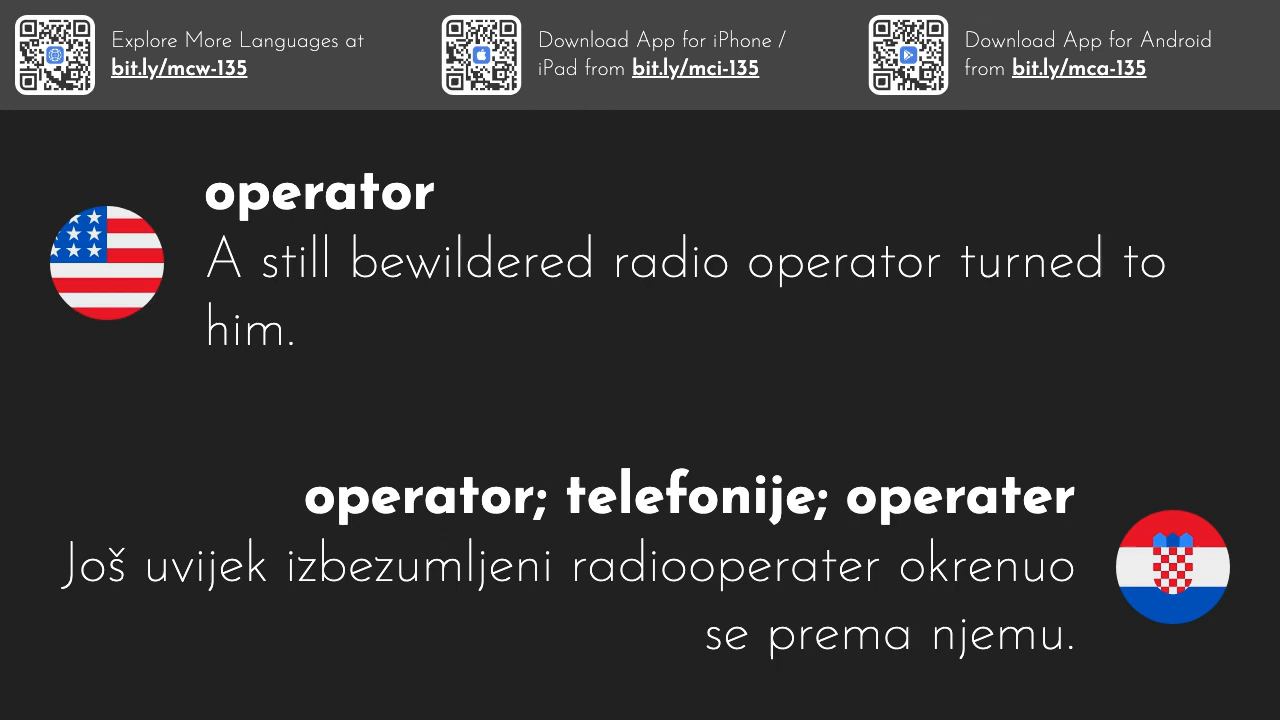 Explore More Languages at
bit.ly/mcw-135
Download App for iPhone /
iPad from bit.ly/mci-135
Download App for Android
from bit.ly/mca-135
operator
A still bewildered radio operator turned to
him.
operator; telefonije; operater
Još uvijek izbezumljeni radiooperater okrenuo
se prema njemu.